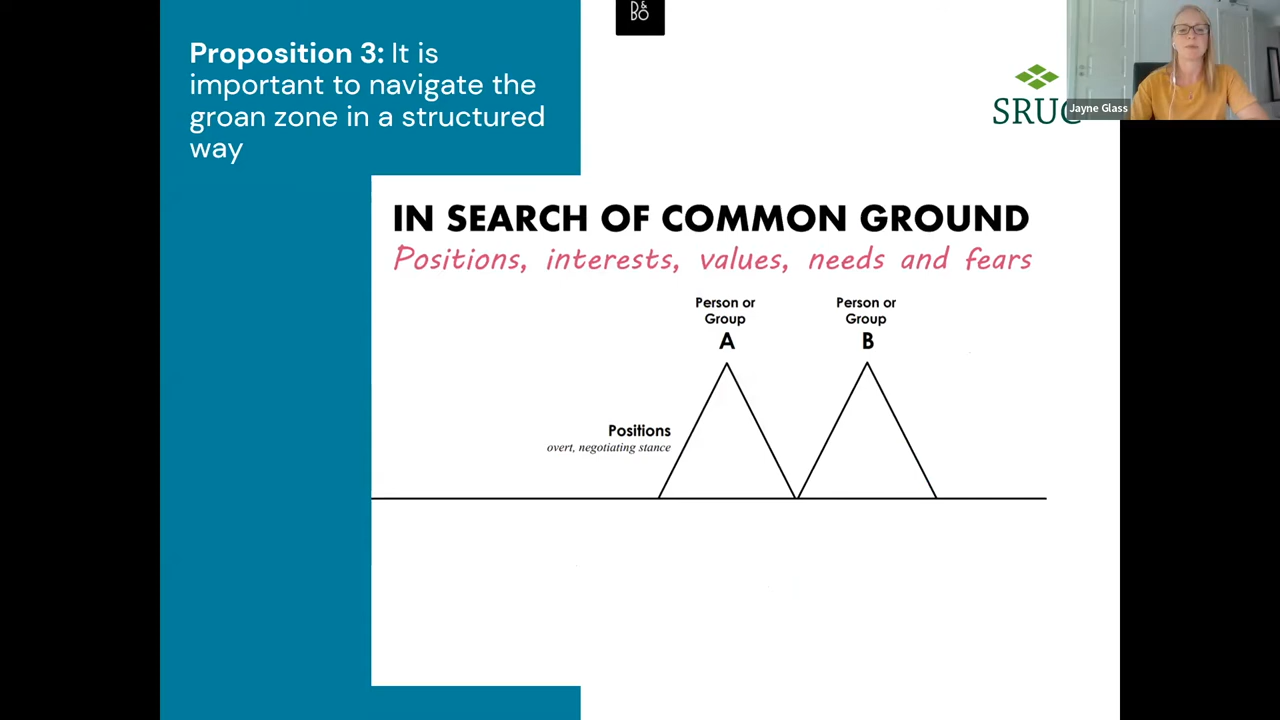 D&
BO
Proposition 3: It is
important to navigate the
groan zone in a structured
way
SRUC
Jayne Glass
IN SEARCH OF COMMON GROUND
Positions, interests, values, needs and fears
Person or
Group
A
Person or
Group
B
Positions
overt, negotiating stance